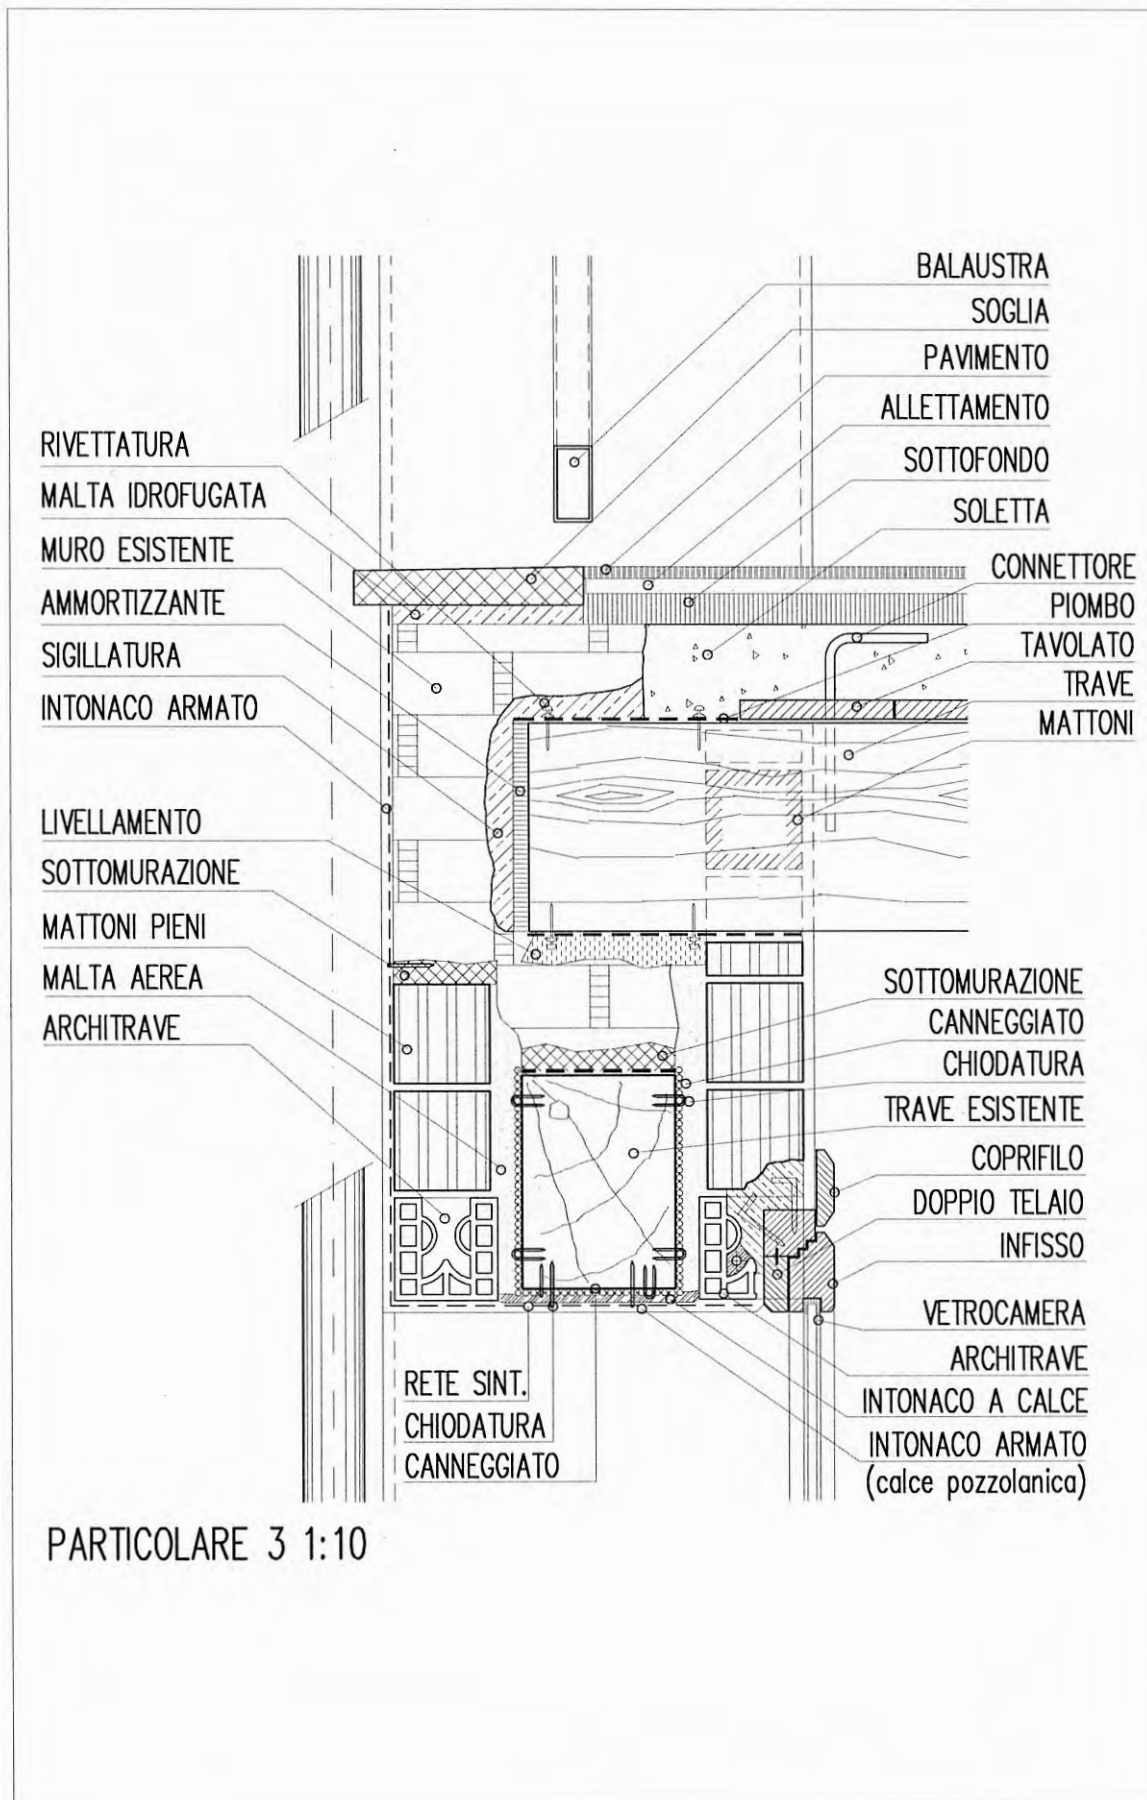 BALAUSTRA
SOGLIA
PAVIMENTO
ALLETTAMENTO
SOTTOFONDO
SOLETTA
CONNETTORE
PIOMBO
TAVOLATO
TRAVE
MATTONI
RIVETTATURA
MALTA IDROFUGATA
MURO ESISTENTE
AMMORTIZZANTE
SIGILLATURA
INTONACO ARMATO
LIVELLAMENTO
SOTTOMURAZIONE
MATTONI PIENI
MALTA AEREA
ARCHITRAVE
SOTTOMURAZIONE
CANNEGGIATO
CHIODATURA
TRAVE ESISTENTE
COPRIFILO
DOPPIO TELAIO
INFISSO
VETROCAMERA
ARCHITRAVE
INTONACO A CALCE
INTONACO ARMATO
(calce pozzolanica)
RETE SINT.
CHIODATURA
CANNEGGIATO
PARTICOLARE 3 1:10